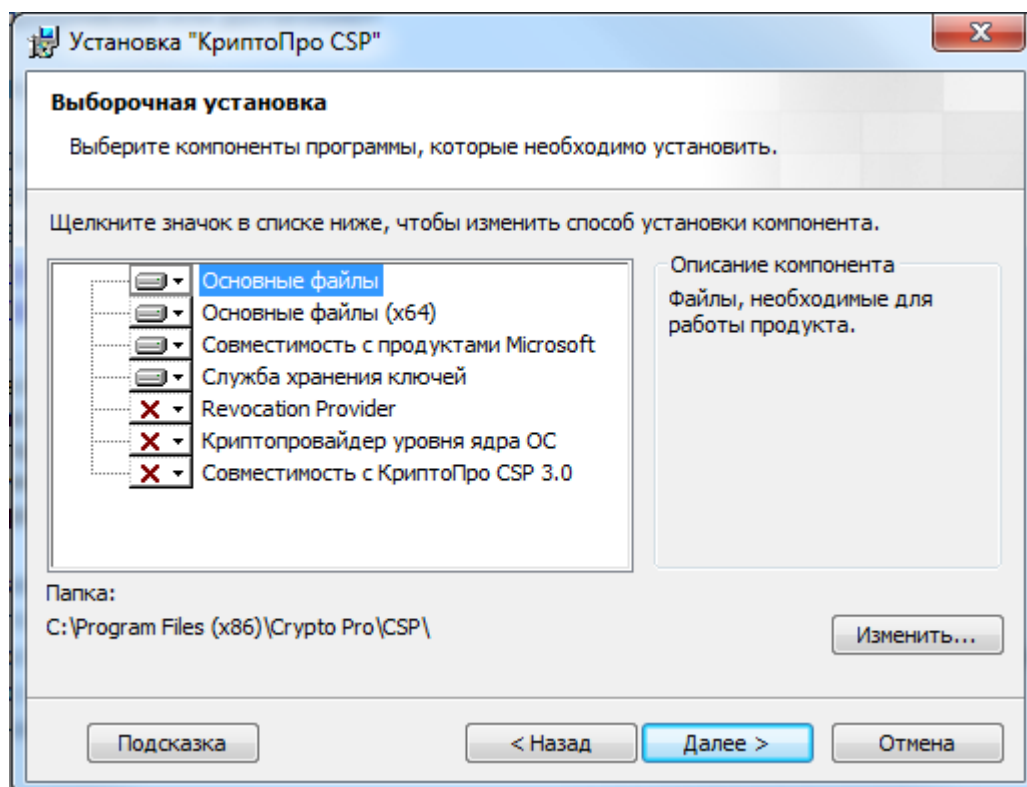 Установка "КриптоПро CSP"
Выборочная установка
Выберите компоненты программы, которые необходимо установить.
Щелкните значок в списке ниже, чтобы изменить способ установки компонента.
Основные файлы
Основные файлы (x64)
Совместимость с продуктами Microsoft
Служба хранения ключей
Revocation Provider
Криптопровайдер уровня ядра ОС
Совместимость с КриптоПро CSP 3.0
Описание компонента
Файлы, необходимые для
работы продукта.
Папка:
C:\Program Files (x86)\Crypto Pro\CSP\
Изменить...
Подсказка
< Назад
Далее >
Отмена